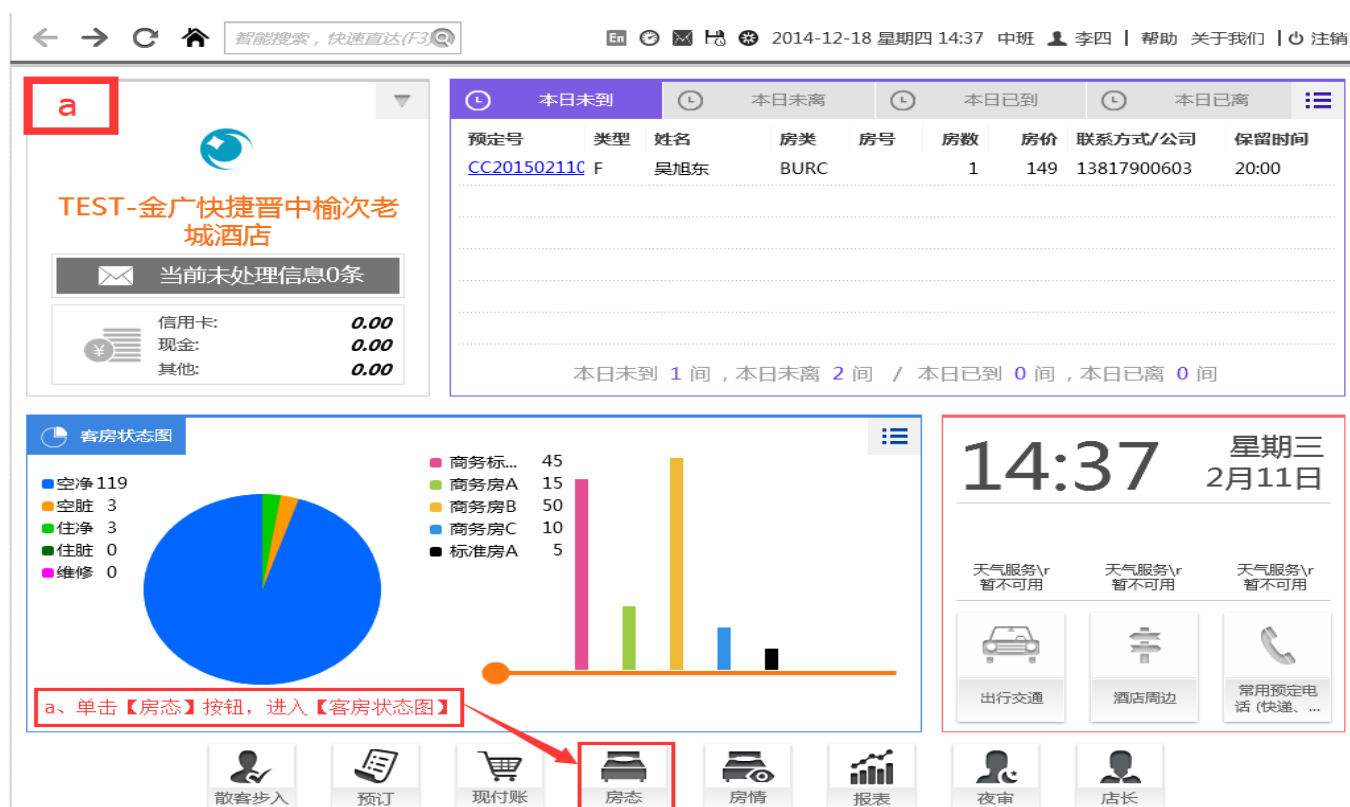 智能搜索，快速直达(F3)
En 2014-12-18 星期四 14:37 中班 李四 | 帮助 关于我们 | 注销
a
TEST-金广快捷晋中榆次老
城酒店
当前未处理信息0条
信用卡: 0.00
现金: 0.00
其他: 0.00
本日未到 本日未离 本日已到 本日已离
预定号 类型 姓名 房类 房号 房数 房价 联系方式/公司 保留时间
CC201502110 F 吴旭东 BURC 1 149 13817900603 20:00
本日未到 1 间 , 本日未离 2 间 / 本日已到 0 间 , 本日已离 0 间
客房状态图
空净 119
空脏 3
住净 3
住脏 0
维修 0
商务标... 45
商务房A 15
商务房B 50
商务房C 10
标准房A 5
a、单击【房态】按钮，进入【客房状态图】
14:37
星期三
2月11日
天气服务\r
暂不可用
天气服务\r
暂不可用
天气服务\r
暂不可用
出行交通
酒店周边
常用预定电
话 (快递、...
散客步入 预订 现付账 房态 房情 报表 夜审 店长